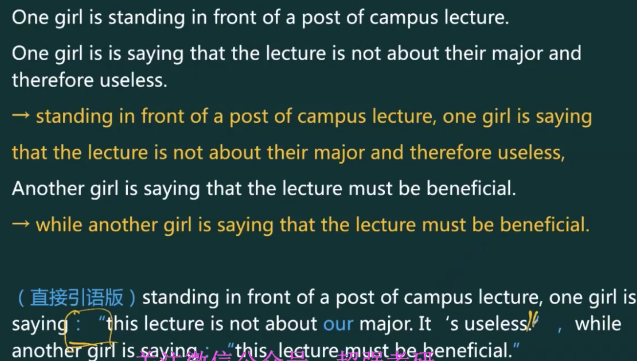 One girl is standing in front of a post of campus lecture.
One girl is is saying that the lecture is not about their major and
therefore useless.
→ standing in front of a post of campus lecture, one girl is saying
that the lecture is not about their major and therefore useless,
Another girl is saying that the lecture must be beneficial.
→ while another girl is saying that the lecture must be beneficial.
（直接引语版）standing in front of a post of campus lecture, one girl is
saying：“this lecture is not about our major. It‘s useless.”，while
another girl is saying：“this lecture must be beneficial.”